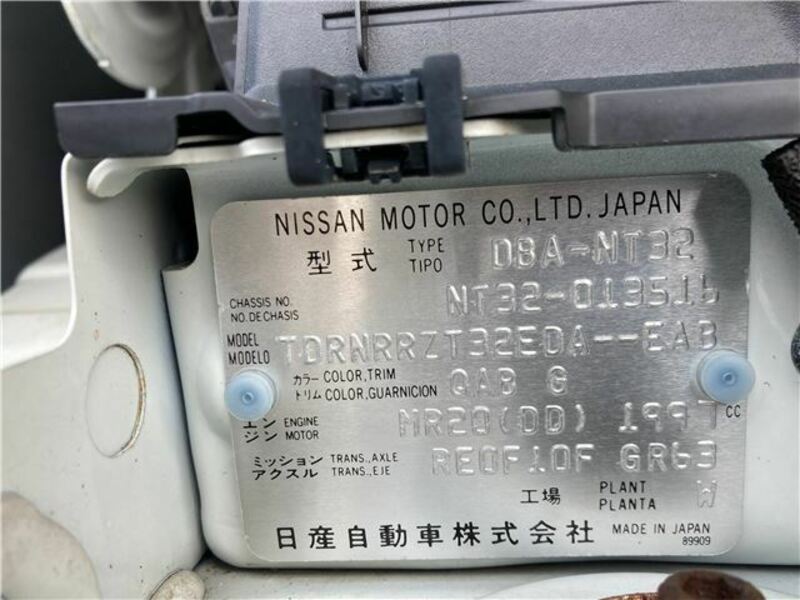 NISSAN MOTOR CO.,LTD. JAPAN
型式 TYPE TIPO DBA-NT32
CHASSIS NO. NO. DE CHASIS NT32-013516
MODEL MODELO TDRNRRZT32EDA--EAB
カラー COLOR, TRIM QAB G
トリム COLOR, GUARNICION
エンジン ENGINE MOTOR MR20(DD) 1997 CC
ミッション TRANS., AXLE RE0F10F GR63
アクスル TRANS., EJE
工場 PLANT PLANTA W
日産自動車株式会社 MADE IN JAPAN
89909